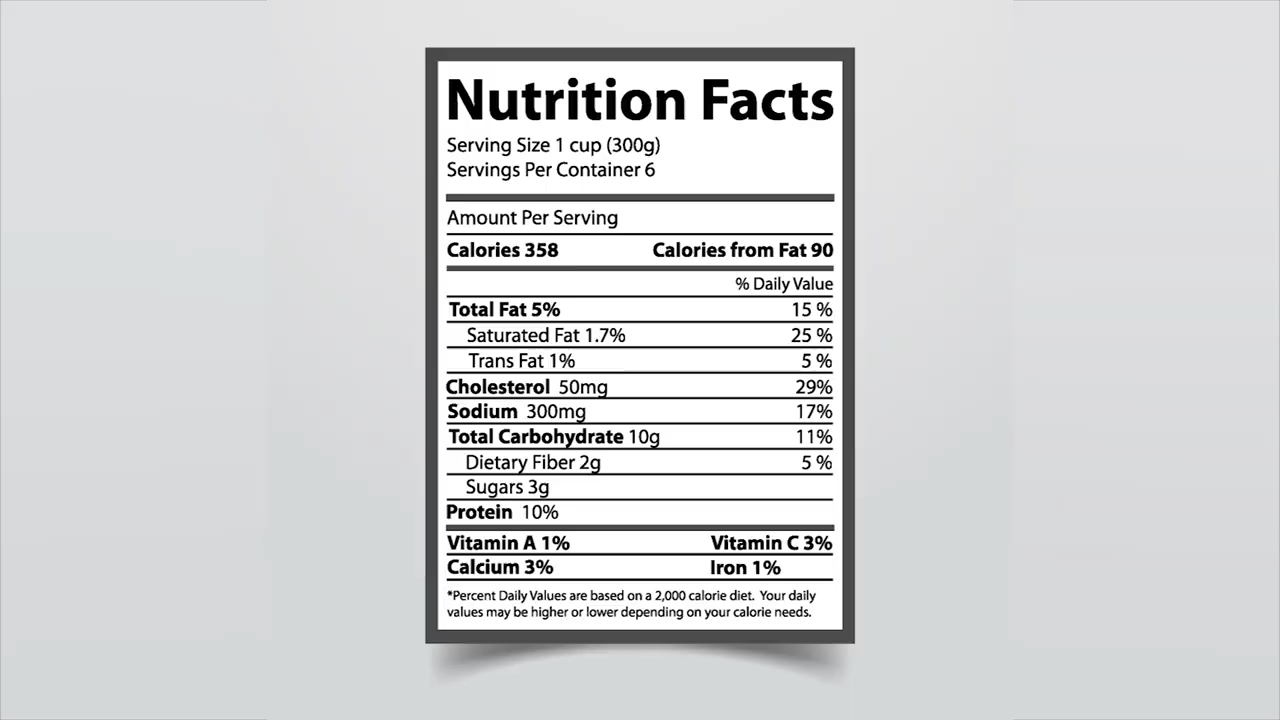 Nutrition Facts
Serving Size 1 cup (300g)
Servings Per Container 6
Amount Per Serving
Calories 358 Calories from Fat 90
% Daily Value
Total Fat 5% 15 %
Saturated Fat 1.7% 25 %
Trans Fat 1% 5 %
Cholesterol 50mg 29%
Sodium 300mg 17%
Total Carbohydrate 10g 11%
Dietary Fiber 2g 5 %
Sugars 3g
Protein 10%
Vitamin A 1% Vitamin C 3%
Calcium 3% Iron 1%
*Percent Daily Values are based on a 2,000 calorie diet. Your daily
values may be higher or lower depending on your calorie needs.